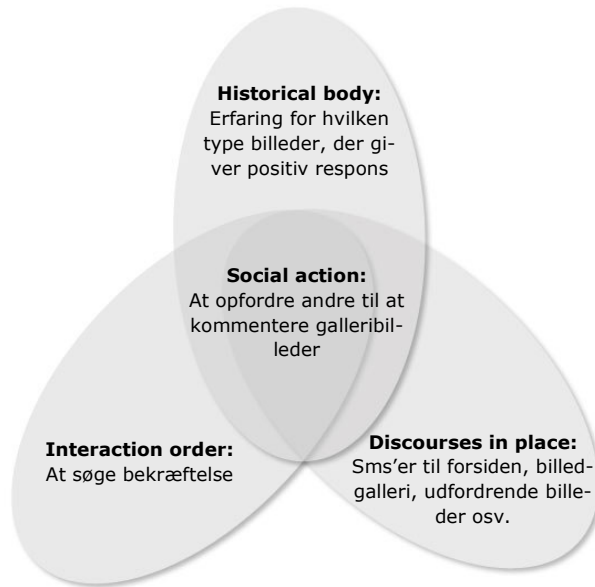 Historical body:
Erfaring for hvilken
type billeder, der gi-
ver positiv respons
Social action:
At opfordre andre til at
kommentere galleribil-
leder
Interaction order:
At søge bekræftelse
Discourses in place:
Sms'er til forsiden, billed-
galleri, udfordrende bille-
der osv.